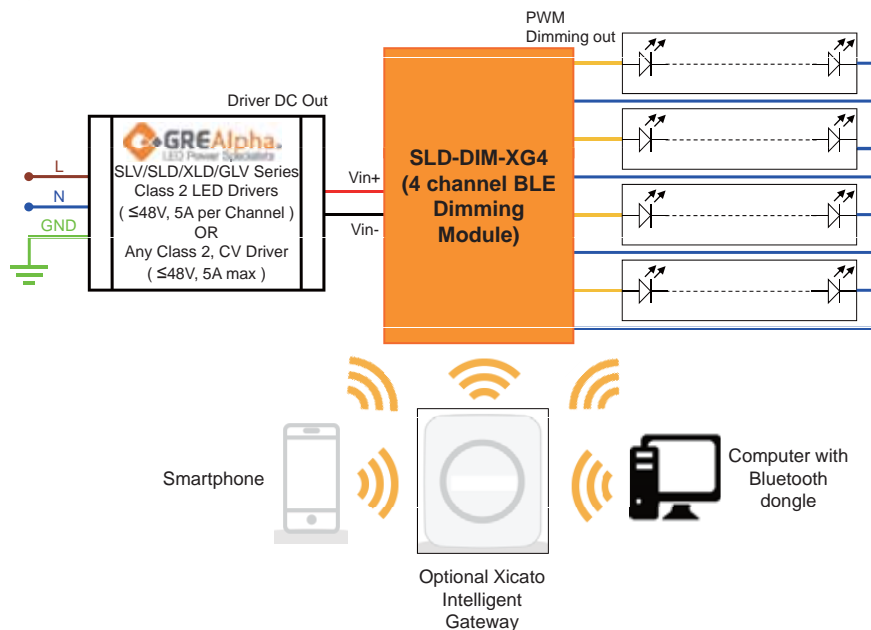 PWM
Dimming out
Driver DC Out
GREAlpha®
LED Power Specialists
SLV/SLD/XLD/GLV Series
Class 2 LED Drivers
( ≤48V, 5A per Channel )
OR
Any Class 2, CV Driver
( ≤48V, 5A max )
L
N
GND
Vin+
Vin-
SLD-DIM-XG4
(4 channel BLE
Dimming
Module)
Smartphone
Optional Xicato
Intelligent
Gateway
Computer with
Bluetooth
dongle